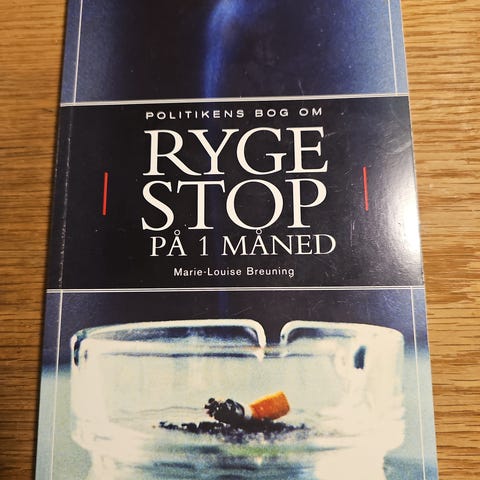 POLITIKENS BOG OM
RYGE
STOP
PÅ 1 MÅNED
Marie-Louise Breuning